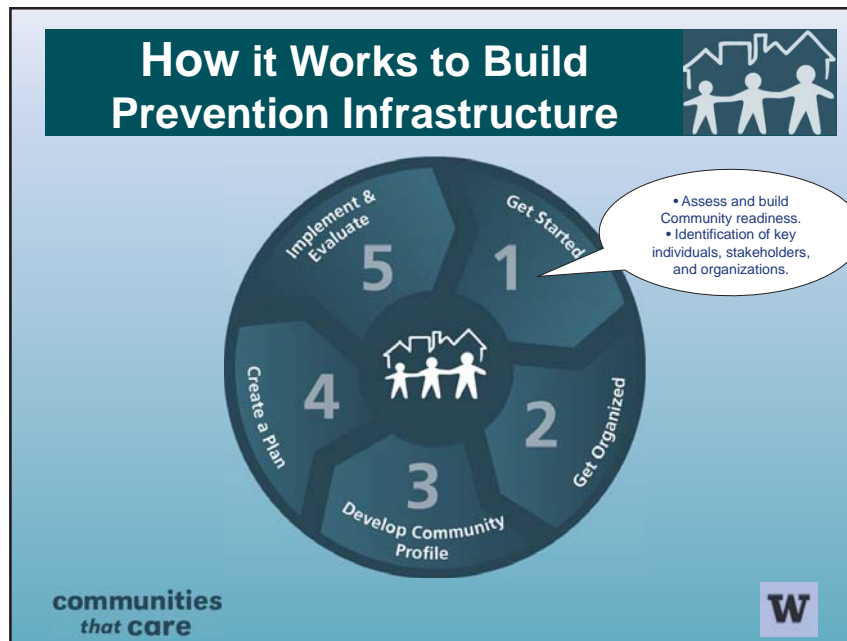 How it Works to Build
Prevention Infrastructure
• Assess and build
Community readiness.
• Identification of key
individuals, stakeholders,
and organizations.
Get Started
1
2
Get Organized
3
Develop Community
Profile
4
Create a Plan
Implement &
Evaluate
5
communities
that care
W